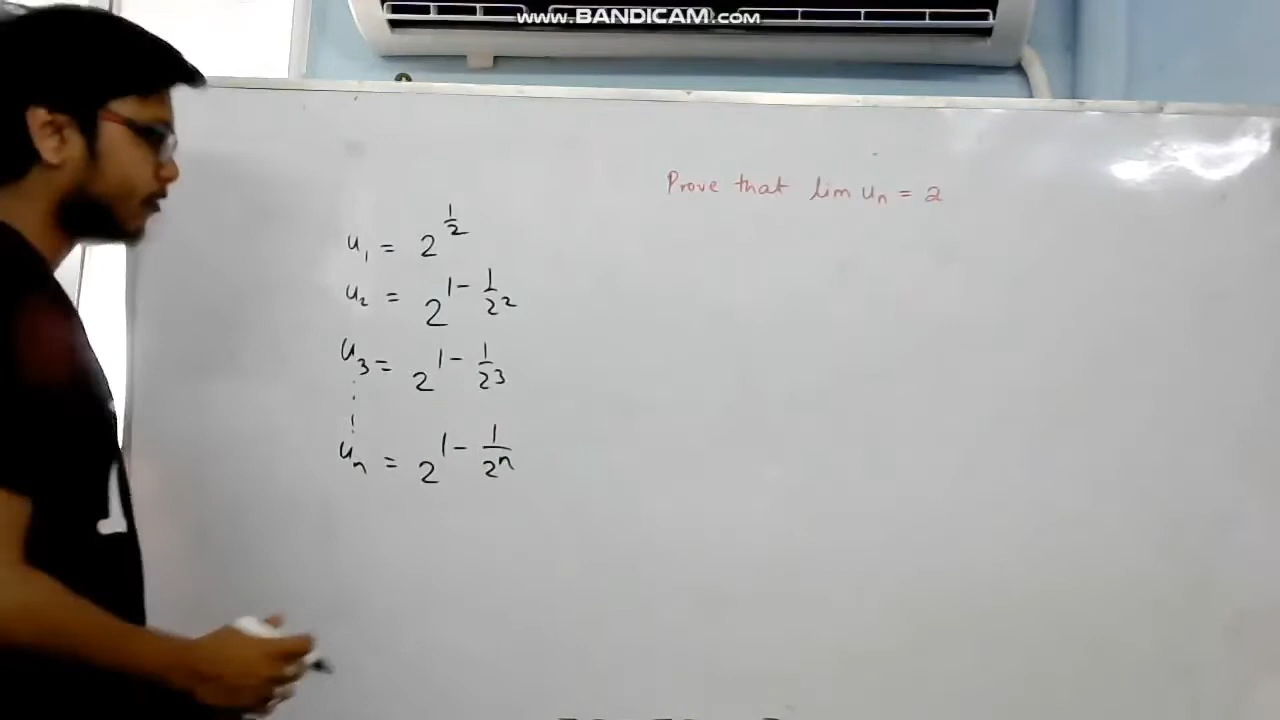 www.BANDICAM.com
Prove that lim uₙ = 2
u₁ = 2^{1/2}
u₂ = 2^{1 - 1/2²}
u₃ = 2^{1 - 1/2³}
⋮
uₙ = 2^{1 - 1/2ⁿ}